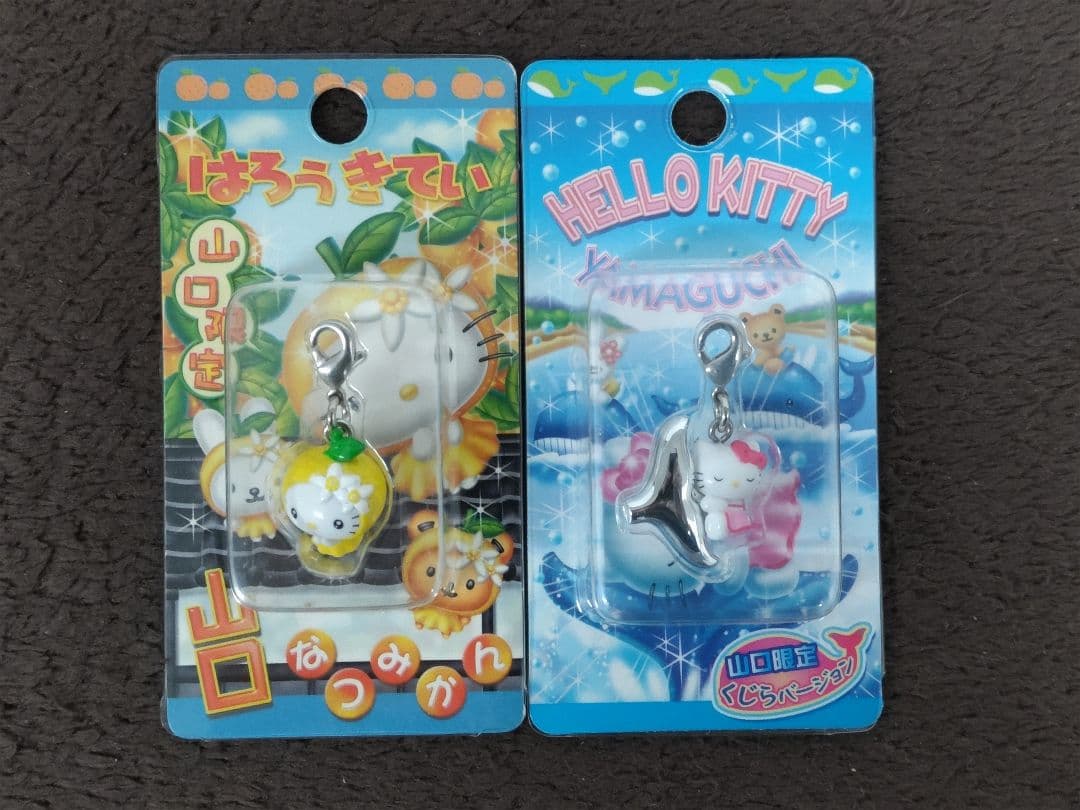 はろうきてぃ
山口限定
山口
なつみかん
HELLO KITTY
YAMAGUCHI
山口限定
くじらバージョン